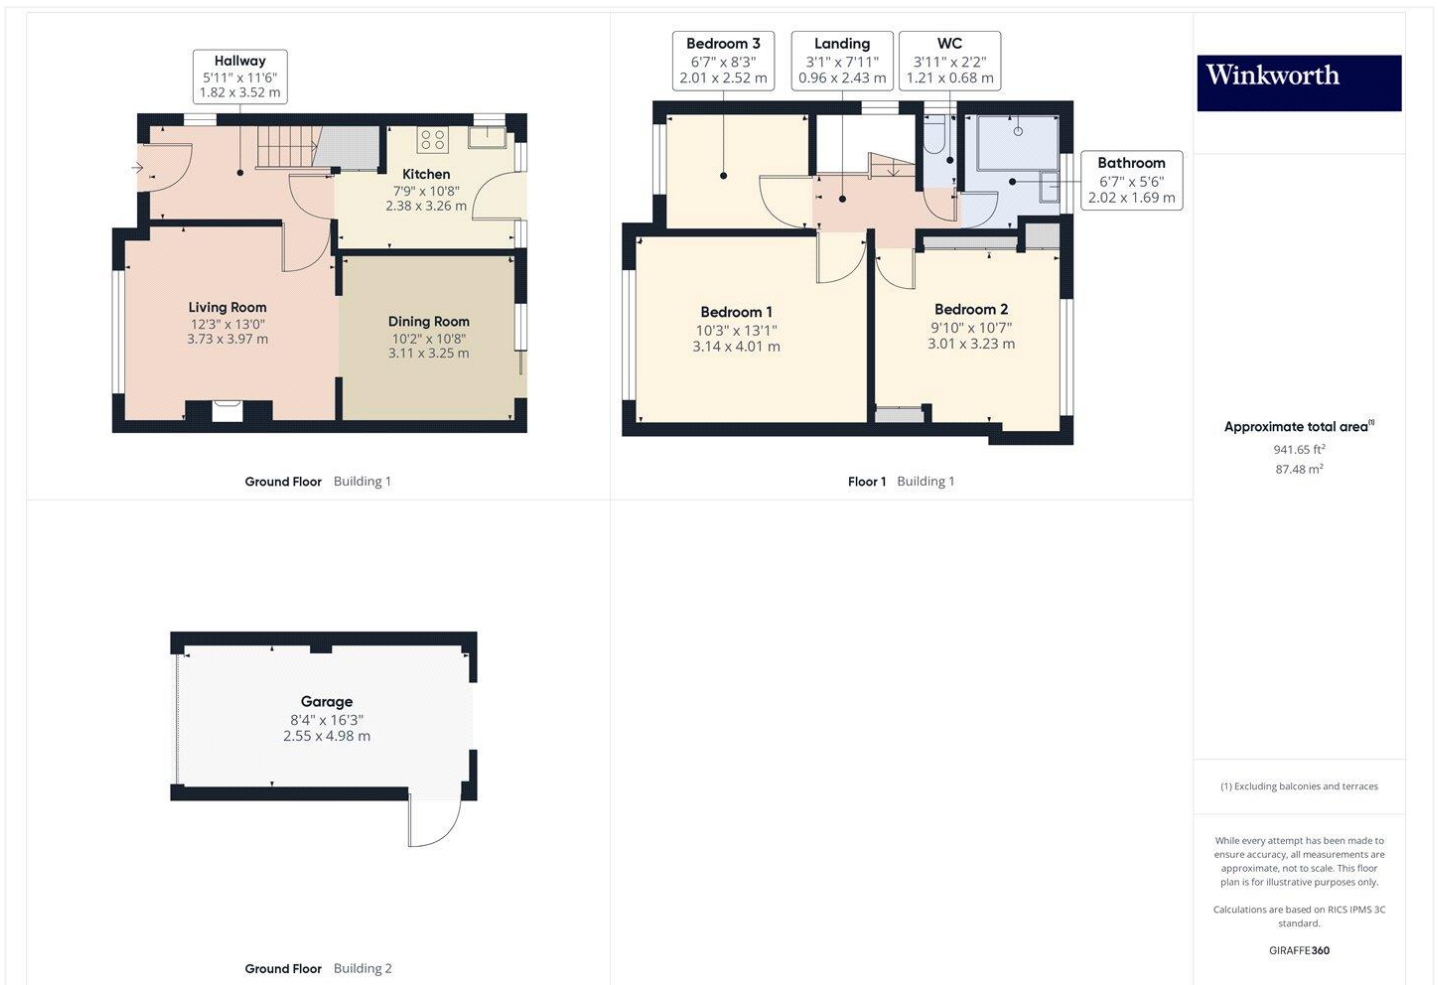 Hallway
5'11" x 11'6"
1.82 x 3.52 m
Kitchen
7'9" x 10'8"
2.38 x 3.26 m
Living Room
12'3" x 13'0"
3.73 x 3.97 m
Dining Room
10'2" x 10'8"
3.11 x 3.25 m
Ground Floor Building 1
Bedroom 3
6'7" x 8'3"
2.01 x 2.52 m
Landing
3'1" x 7'11"
0.96 x 2.43 m
WC
3'11" x 2'2"
1.21 x 0.68 m
Bathroom
6'7" x 5'6"
2.02 x 1.69 m
Bedroom 1
10'3" x 13'1"
3.14 x 4.01 m
Bedroom 2
9'10" x 10'7"
3.01 x 3.23 m
Floor 1 Building 1
Garage
8'4" x 16'3"
2.55 x 4.98 m
Ground Floor Building 2
Winkworth
Approximate total area(1)
941.65 ft²
87.48 m²
(1) Excluding balconies and terraces
While every attempt has been made to
ensure accuracy, all measurements are
approximate, not to scale. This floor
plan is for illustrative purposes only.
Calculations are based on RICS IPMS 3C
standard.
GIRAFFE360